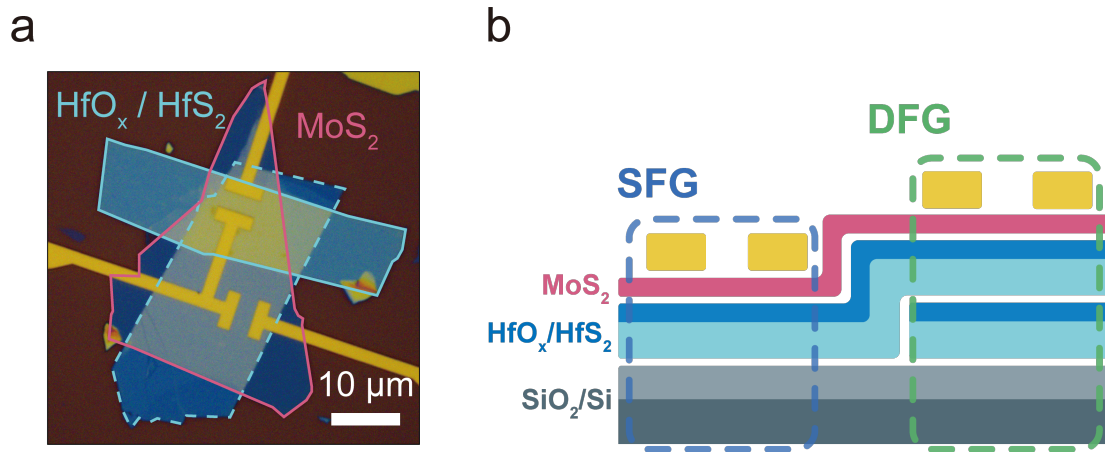 a
HfOx / HfS2
MoS2
10 µm
b
DFG
SFG
MoS2
HfOx/HfS2
SiO2/Si